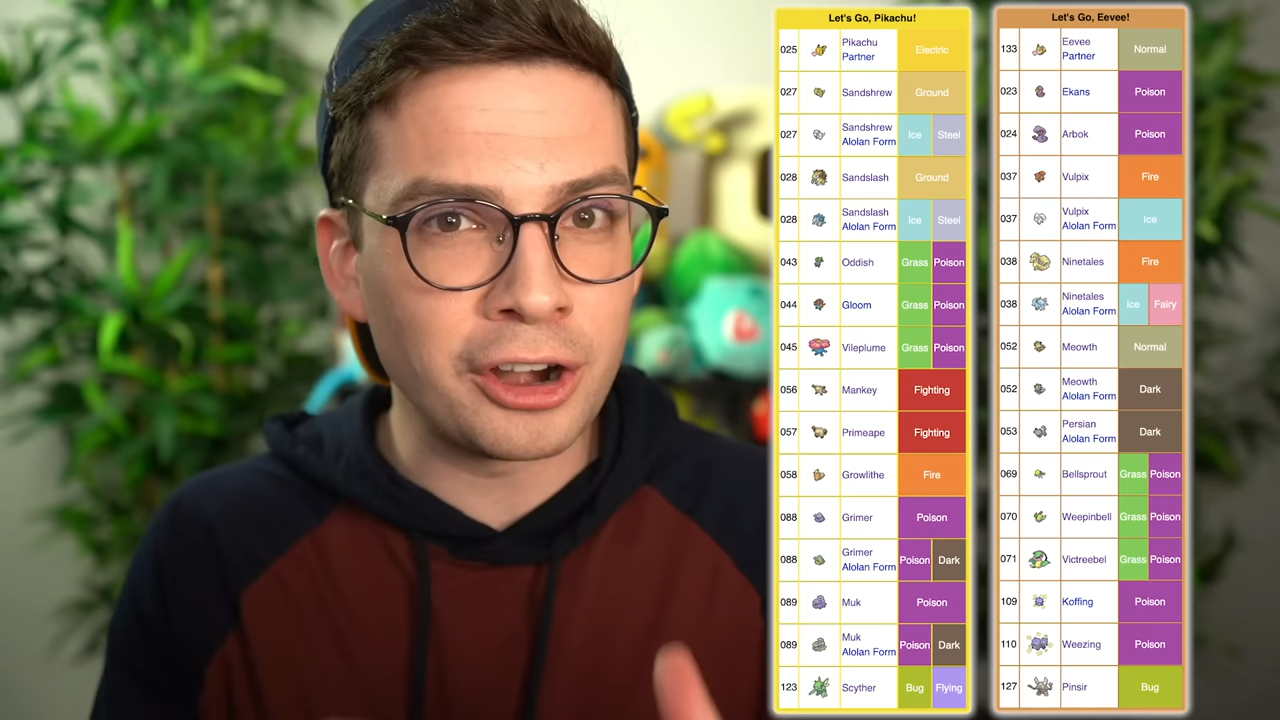 Let's Go, Pikachu!
025 Pikachu Partner Electric
027 Sandshrew Ground
027 Sandshrew Alolan Form Ice Steel
028 Sandslash Ground
028 Sandslash Alolan Form Ice Steel
043 Oddish Grass Poison
044 Gloom Grass Poison
045 Vileplume Grass Poison
056 Mankey Fighting
057 Primeape Fighting
058 Growlithe Fire
088 Grimer Poison
088 Grimer Alolan Form Poison Dark
089 Muk Poison
089 Muk Alolan Form Poison Dark
123 Scyther Bug Flying
Let's Go, Eevee!
133 Eevee Partner Normal
023 Ekans Poison
024 Arbok Poison
037 Vulpix Fire
037 Vulpix Alolan Form Ice
038 Ninetales Fire
038 Ninetales Alolan Form Ice Fairy
052 Meowth Normal
052 Meowth Alolan Form Dark
053 Persian Alolan Form Dark
069 Bellsprout Grass Poison
070 Weepinbell Grass Poison
071 Victreebel Grass Poison
109 Koffing Poison
110 Weezing Poison
127 Pinsir Bug